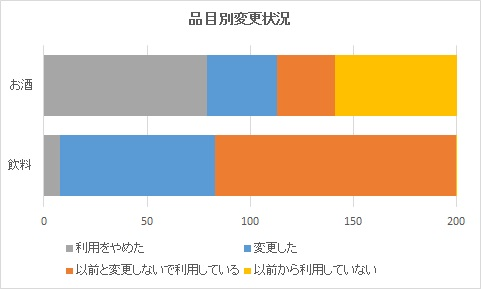 品目別変更状況
お酒
飲料
0 50 100 150 200
利用をやめた 変更した
以前と変更しないで利用している 以前から利用していない